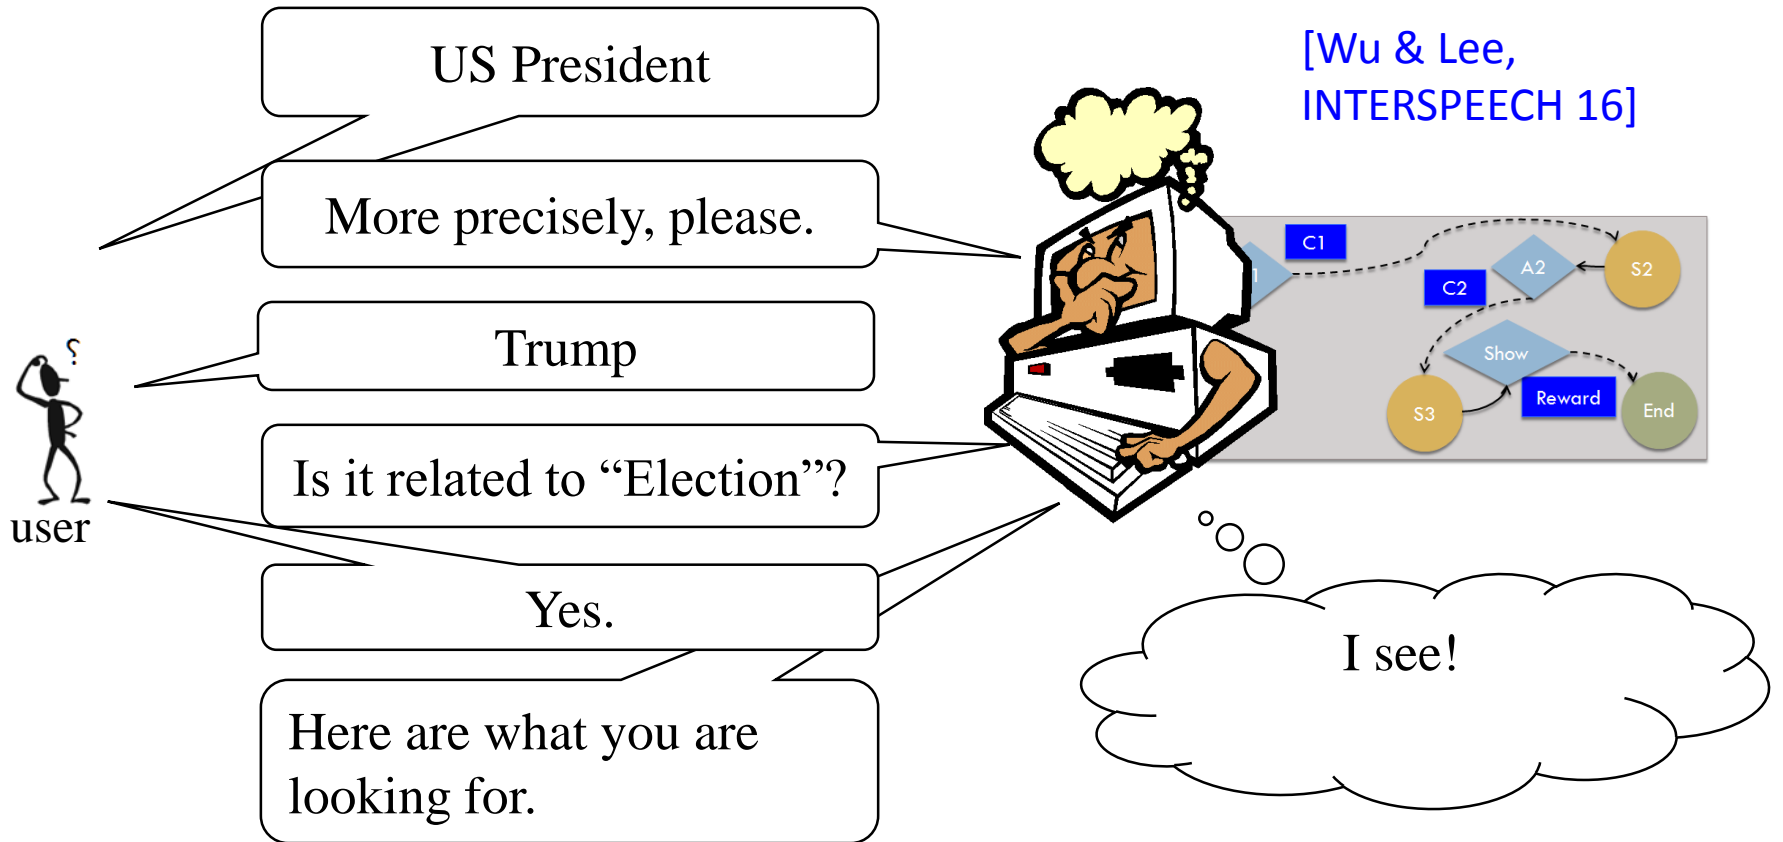 US President
[Wu & Lee,
INTERSPEECH 16]
More precisely, please.
C1
1
A2
S2
C2
Trump
?
Show
S3
Reward
End
Is it related to “Election”?
user
Yes.
I see!
Here are what you are
looking for.